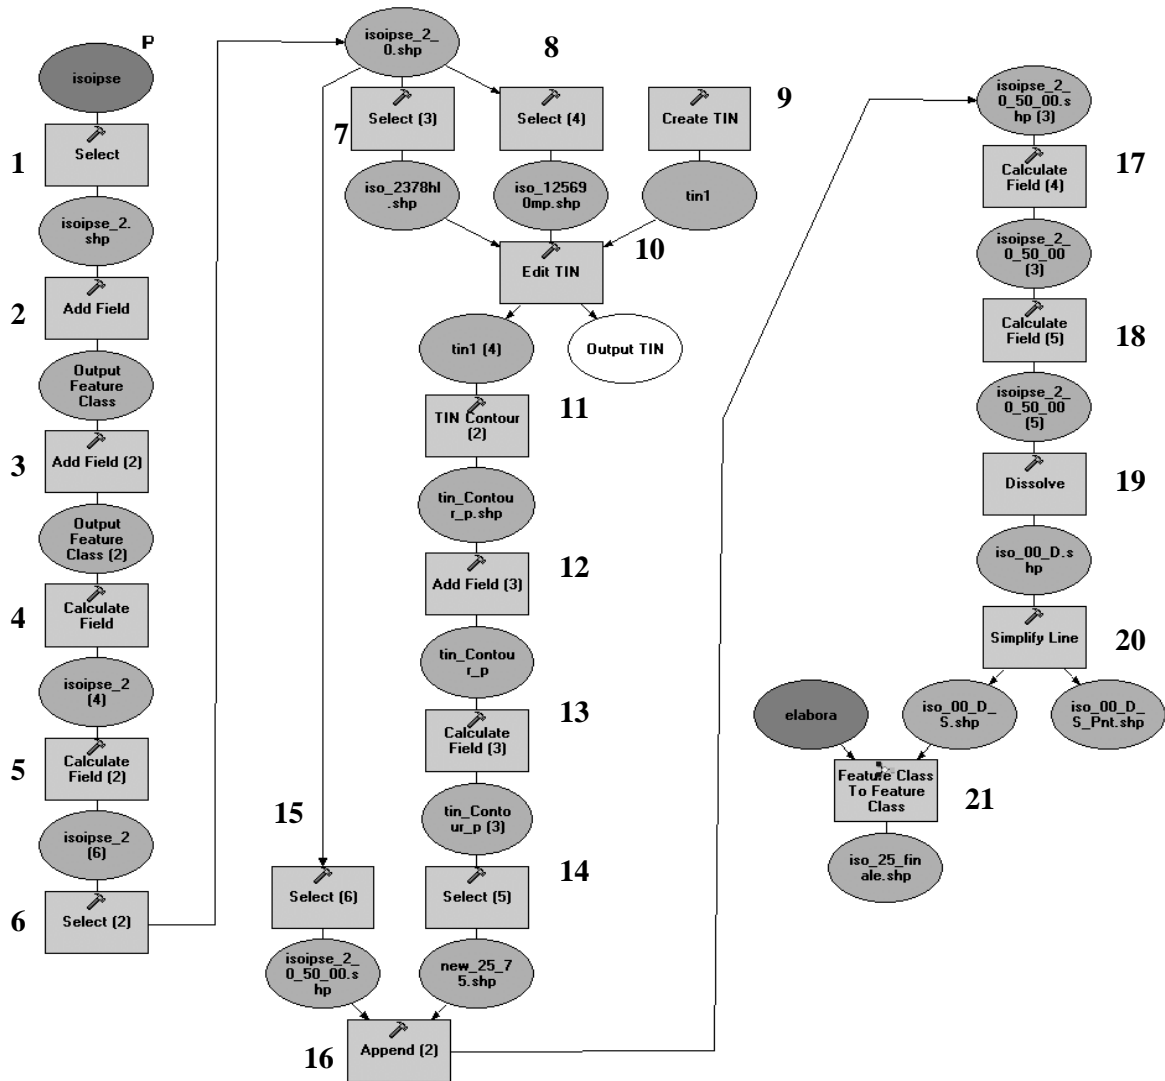 P
isoipse
1
Select
isoipse_2.
shp
2
Add Field
Output
Feature
Class
3
Add Field (2)
Output
Feature
Class (2)
4
Calculate
Field
isoipse_2
(4)
5
Calculate
Field (2)
isoipse_2
(6)
6
Select (2)
isoipse_2_
0.shp
7
Select (3)
iso_2378hl
.shp
8
Select (4)
iso_12569
0mp.shp
9
Create TIN
tin1
10
Edit TIN
tin1 (4)
Output TIN
11
TIN Contour
(2)
tin_Contou
r_p.shp
12
Add Field (3)
tin_Contou
r_p
13
Calculate
Field (3)
tin_Conto
ur_p (3)
14
Select (5)
new_25_7
5.shp
15
Select (6)
isoipse_2_
0_50_00.s
hp
16
Append (2)
isoipse_2_
0_50_00.s
hp (3)
17
Calculate
Field (4)
isoipse_2_
0_50_00
(3)
18
Calculate
Field (5)
isoipse_2_
0_50_00
(5)
19
Dissolve
iso_00_D.s
hp
20
Simplify Line
elabora
iso_00_D_
S.shp
iso_00_D_
S_Pnt.shp
21
Feature Class
To Feature
Class
iso_25_fin
ale.shp